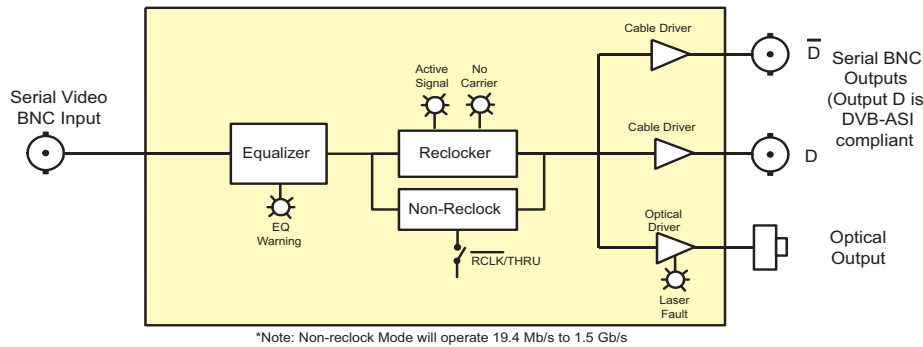 Serial Video
BNC Input
Equalizer
EQ
Warning
Active
Signal
No
Carrier
Reclocker
Non-Reclock
R̅C̅L̅K̅/THRU
Cable Driver
D̅
Cable Driver
D
Serial BNC
Outputs
(Output D is
DVB-ASI
compliant
Optical
Driver
Laser
Fault
Optical
Output
*Note: Non-reclock Mode will operate 19.4 Mb/s to 1.5 Gb/s